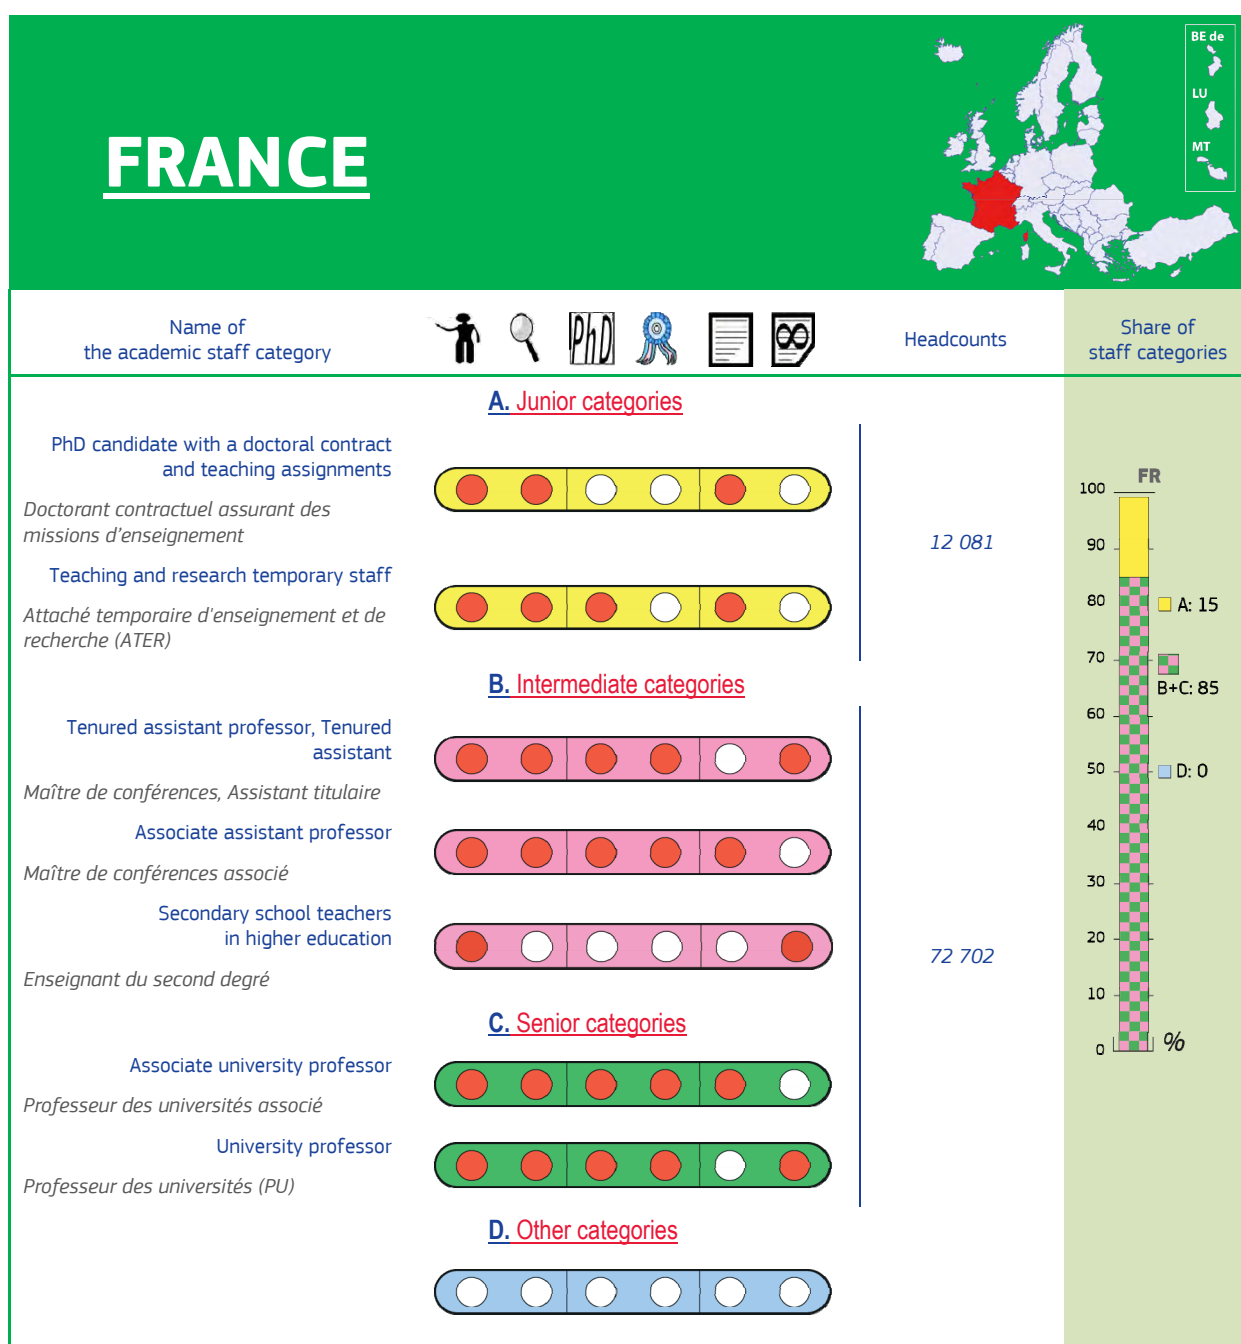 BE de
LU
MT
FRANCE
Name of
the academic staff category
PhD
∞
Headcounts
Share of
staff categories
A. Junior categories
PhD candidate with a doctoral contract
and teaching assignments
Doctorant contractuel assurant des
missions d'enseignement
12 081
Teaching and research temporary staff
Attaché temporaire d'enseignement et de
recherche (ATER)
B. Intermediate categories
Tenured assistant professor, Tenured
assistant
Maître de conférences, Assistant titulaire
Associate assistant professor
Maître de conférences associé
Secondary school teachers
in higher education
Enseignant du second degré
72 702
C. Senior categories
Associate university professor
Professeur des universités associé
University professor
Professeur des universités (PU)
D. Other categories
FR
100
90
80
70
60
50
40
30
20
10
0
%
A: 15
B+C: 85
D: 0